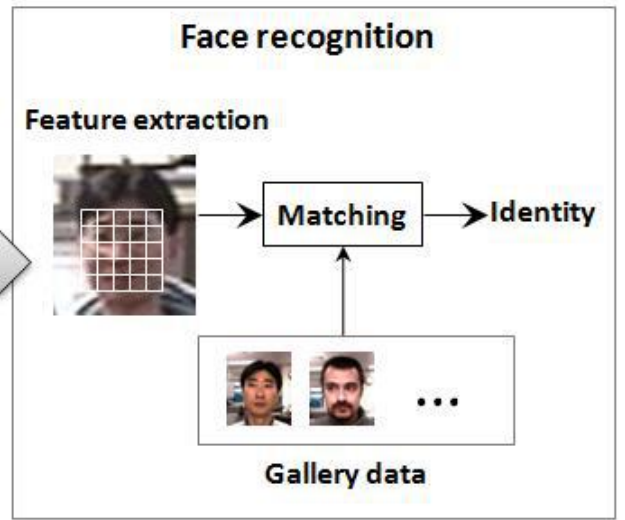 Face recognition
Feature extraction
Matching
Identity
...
Gallery data